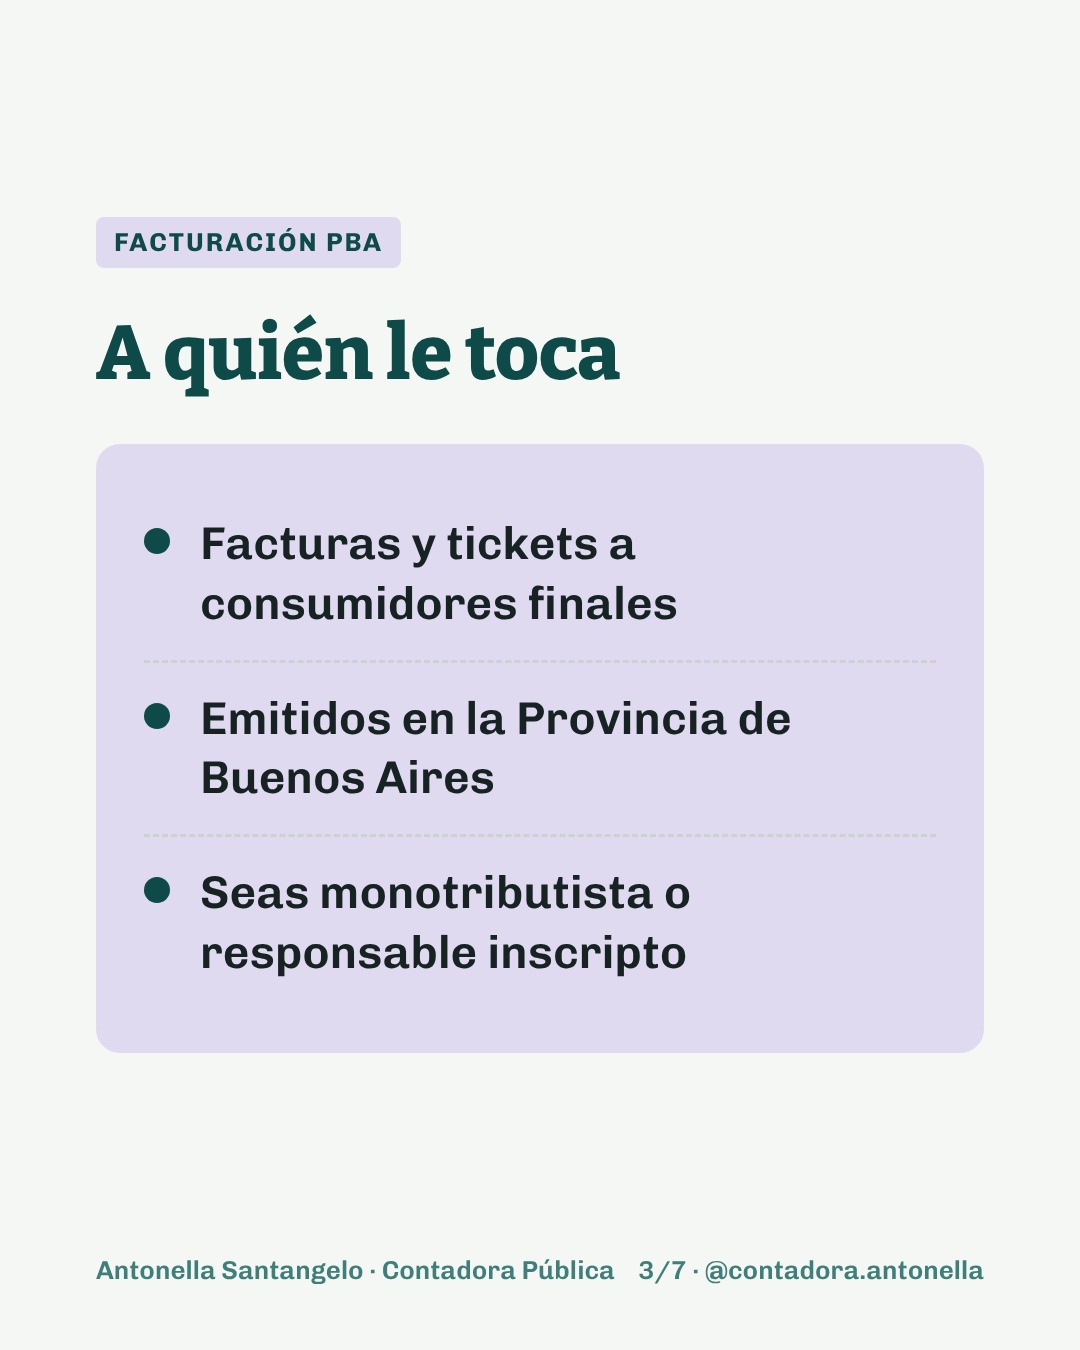 FACTURACIÓN PBA
A quién le toca
Facturas y tickets a
consumidores finales
Emitidos en la Provincia de
Buenos Aires
Seas monotributista o
responsable inscripto
Antonella Santangelo · Contadora Pública 3/7 · @contadora.antonella